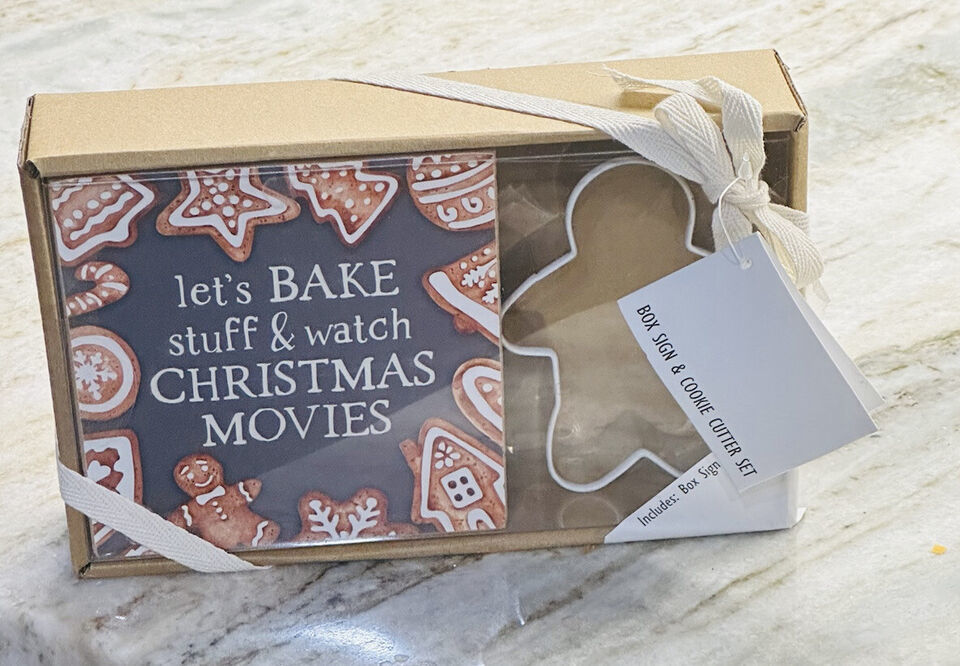 let's BAKE
stuff & watch
CHRISTMAS
MOVIES
BOX SIGN & COOKIE CUTTER SET
Includes: Box Sign